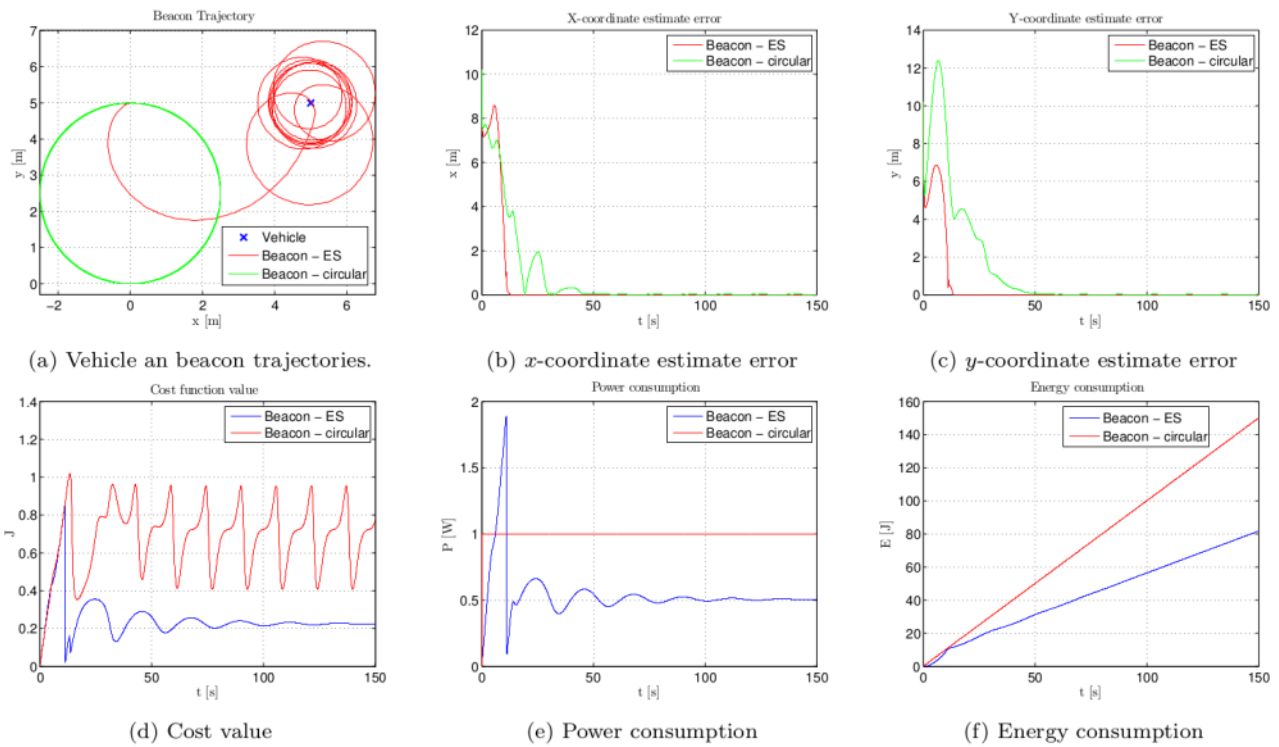 Beacon Trajectory
7
6
5
4
3
2
1
0
y [m]
−2
0
2
4
6
x [m]
Vehicle
Beacon − ES
Beacon − circular
(a) Vehicle an beacon trajectories.
X-coordinate estimate error
12
10
8
6
4
2
0
x [m]
0
50
100
150
t [s]
Beacon − ES
Beacon − circular
(b) x-coordinate estimate error
Y-coordinate estimate error
14
12
10
8
6
4
2
0
y [m]
0
50
100
150
t [s]
Beacon − ES
Beacon − circular
(c) y-coordinate estimate error
Cost function value
1.4
1.2
1
0.8
0.6
0.4
0.2
0
J
0
50
100
150
t [s]
Beacon − ES
Beacon − circular
(d) Cost value
Power consumption
2
1.5
1
0.5
0
P [W]
0
50
100
150
t [s]
Beacon − ES
Beacon − circular
(e) Power consumption
Energy consumption
160
140
120
100
80
60
40
20
0
E [J]
0
50
100
150
t [s]
Beacon − ES
Beacon − circular
(f) Energy consumption